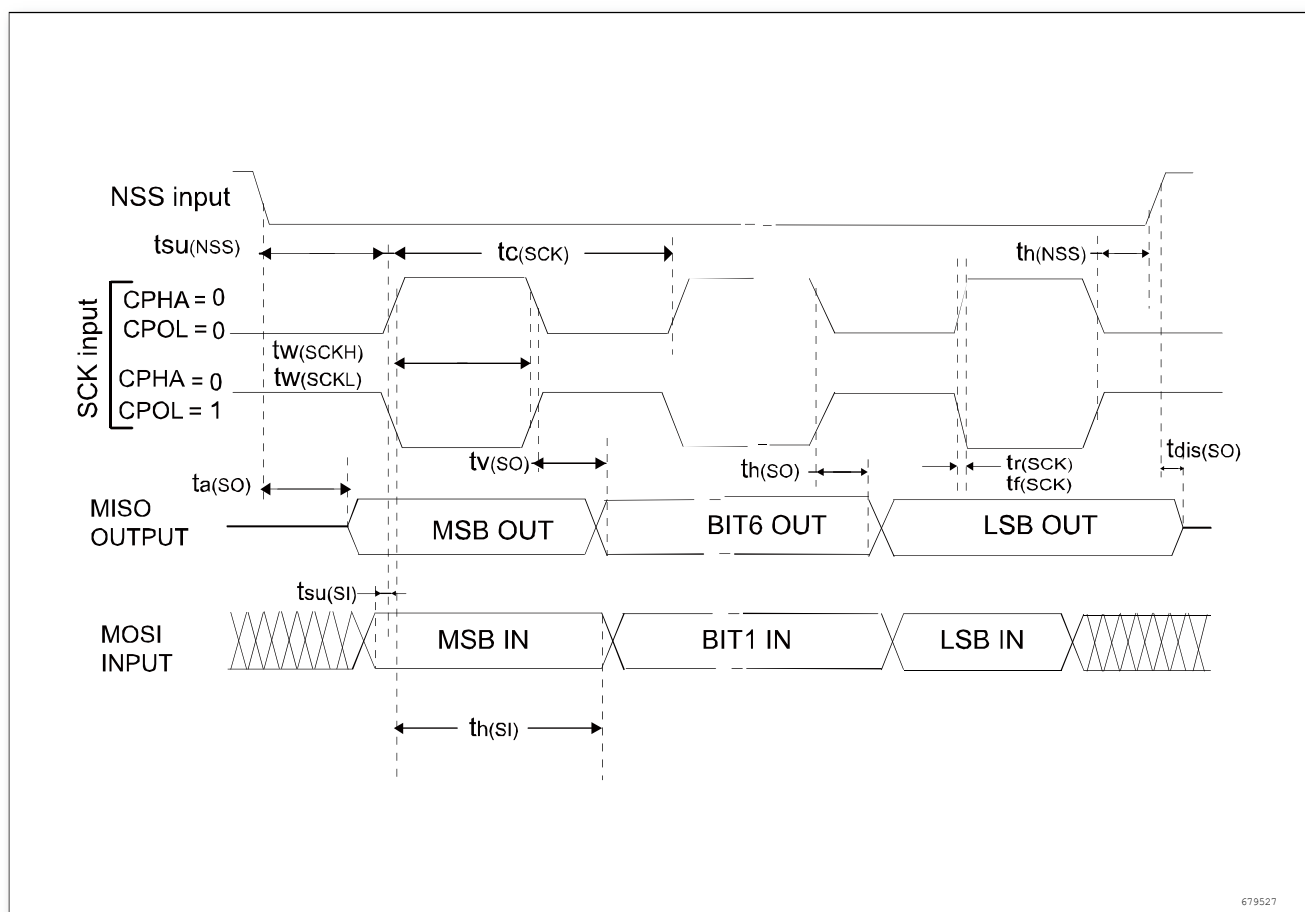 NSS input
tsu(NSS)
tc(SCK)
th(NSS)
SCK input
CPHA = 0
CPOL = 0
tw(SCKH)
tw(SCKL)
CPHA = 0
CPOL = 1
tv(SO)
th(SO)
tr(SCK)
tf(SCK)
tdis(SO)
ta(SO)
MISO
OUTPUT
MSB OUT
BIT6 OUT
LSB OUT
tsu(SI)
MOSI
INPUT
MSB IN
BIT1 IN
LSB IN
th(SI)
679527